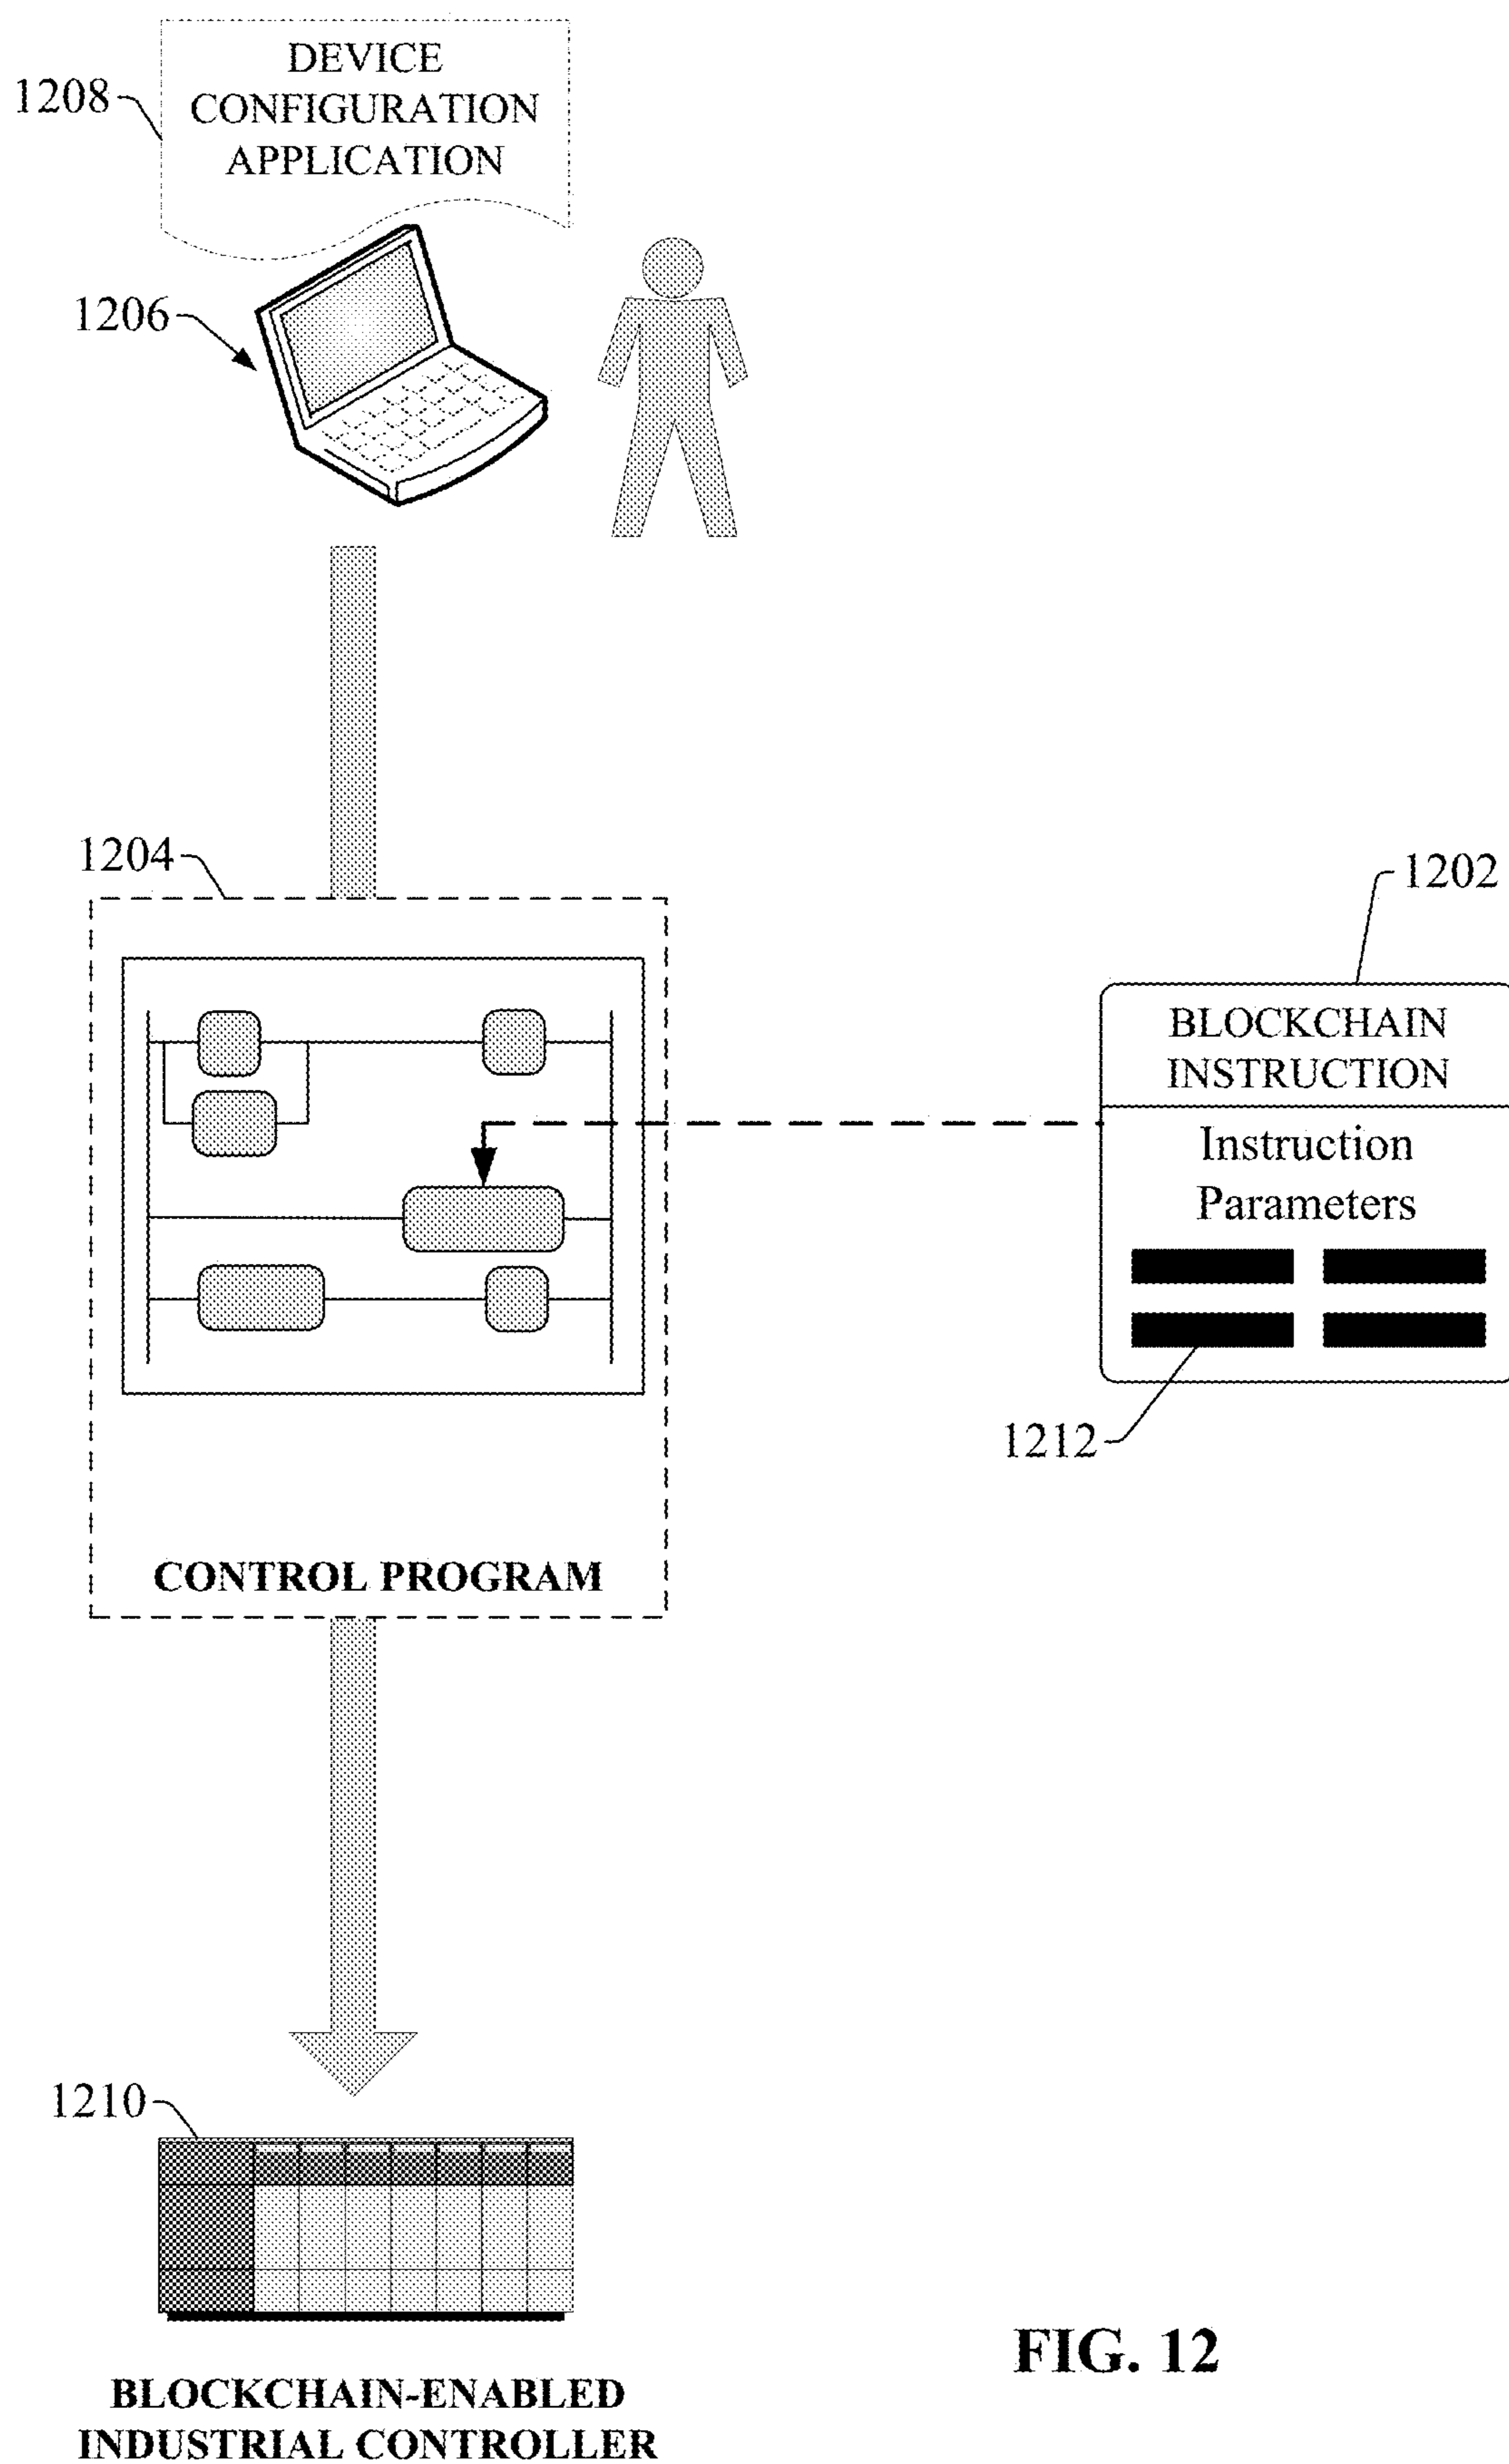 DEVICE
CONFIGURATION
APPLICATION
1208
1206
1204
1202
BLOCKCHAIN
INSTRUCTION
Instruction
Parameters
1212
CONTROL PROGRAM
1210
BLOCKCHAIN-ENABLED
INDUSTRIAL CONTROLLER
FIG. 12